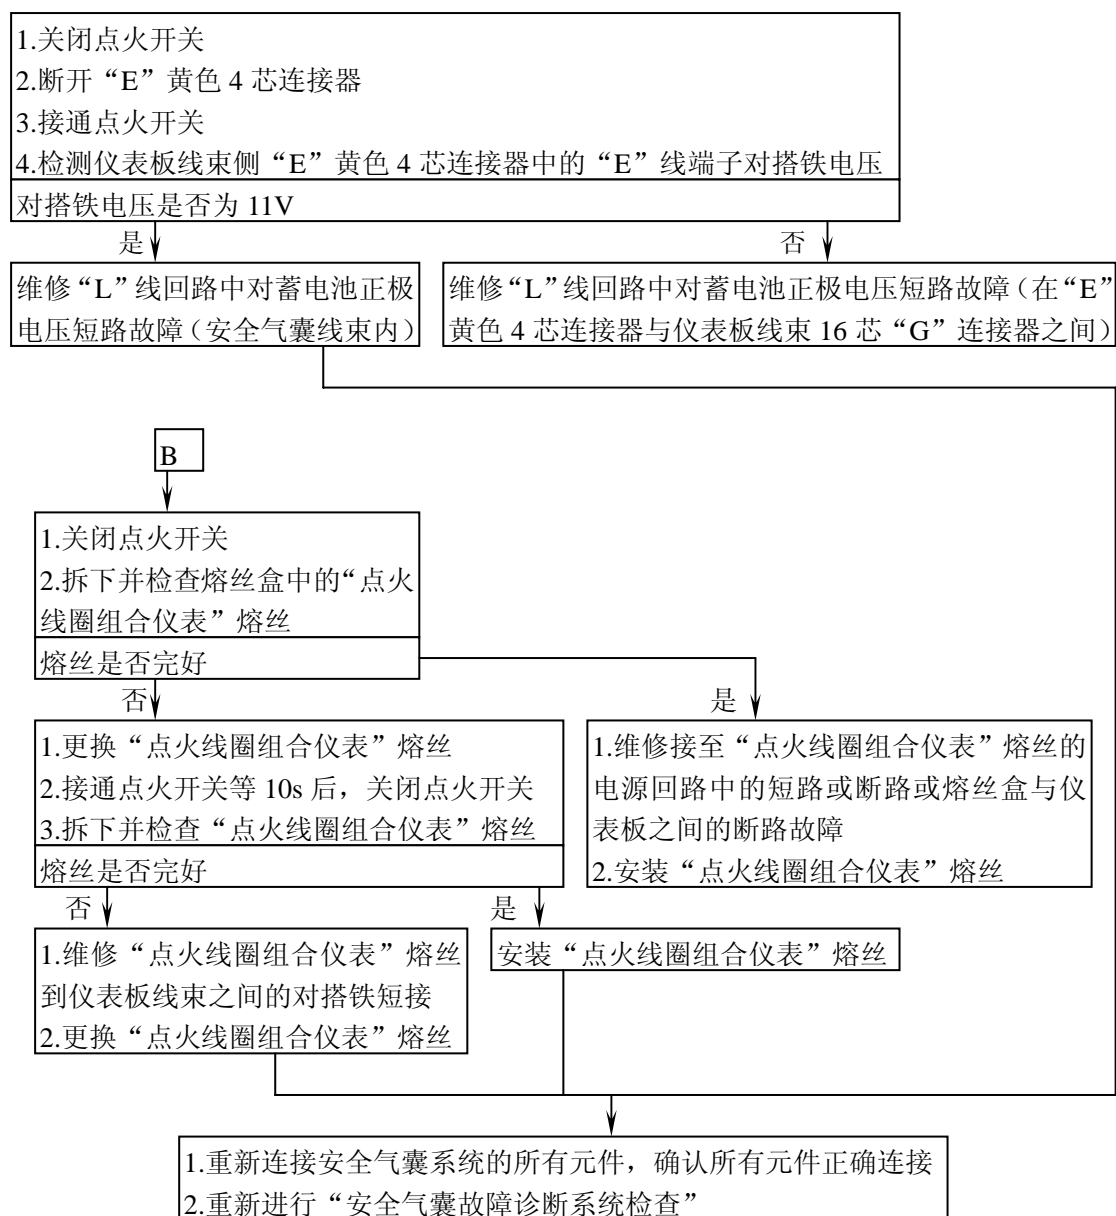 1.关闭点火开关
2.断开“E”黄色 4 芯连接器
3.接通点火开关
4.检测仪表板线束侧“E”黄色 4 芯连接器中的“E”线端子对搭铁电压
对搭铁电压是否为 11V
是
否
维修“L”线回路中对蓄电池正极
电压短路故障(安全气囊线束内)
维修“L”线回路中对蓄电池正极电压短路故障(在“E”
黄色 4 芯连接器与仪表板线束 16 芯“G”连接器之间)
B
1.关闭点火开关
2.拆下并检查熔丝盒中的“点火
线圈组合仪表”熔丝
熔丝是否完好
否
是
1.更换“点火线圈组合仪表”熔丝
2.接通点火开关等 10s 后，关闭点火开关
3.拆下并检查“点火线圈组合仪表”熔丝
熔丝是否完好
1.维修接至“点火线圈组合仪表”熔丝的
电源回路中的短路或断路或熔丝盒与仪
表板之间的断路故障
2.安装“点火线圈组合仪表”熔丝
否
是
1.维修“点火线圈组合仪表”熔丝
到仪表板线束之间的对搭铁短接
2.更换“点火线圈组合仪表”熔丝
安装“点火线圈组合仪表”熔丝
1.重新连接安全气囊系统的所有元件，确认所有元件正确连接
2.重新进行“安全气囊故障诊断系统检查”